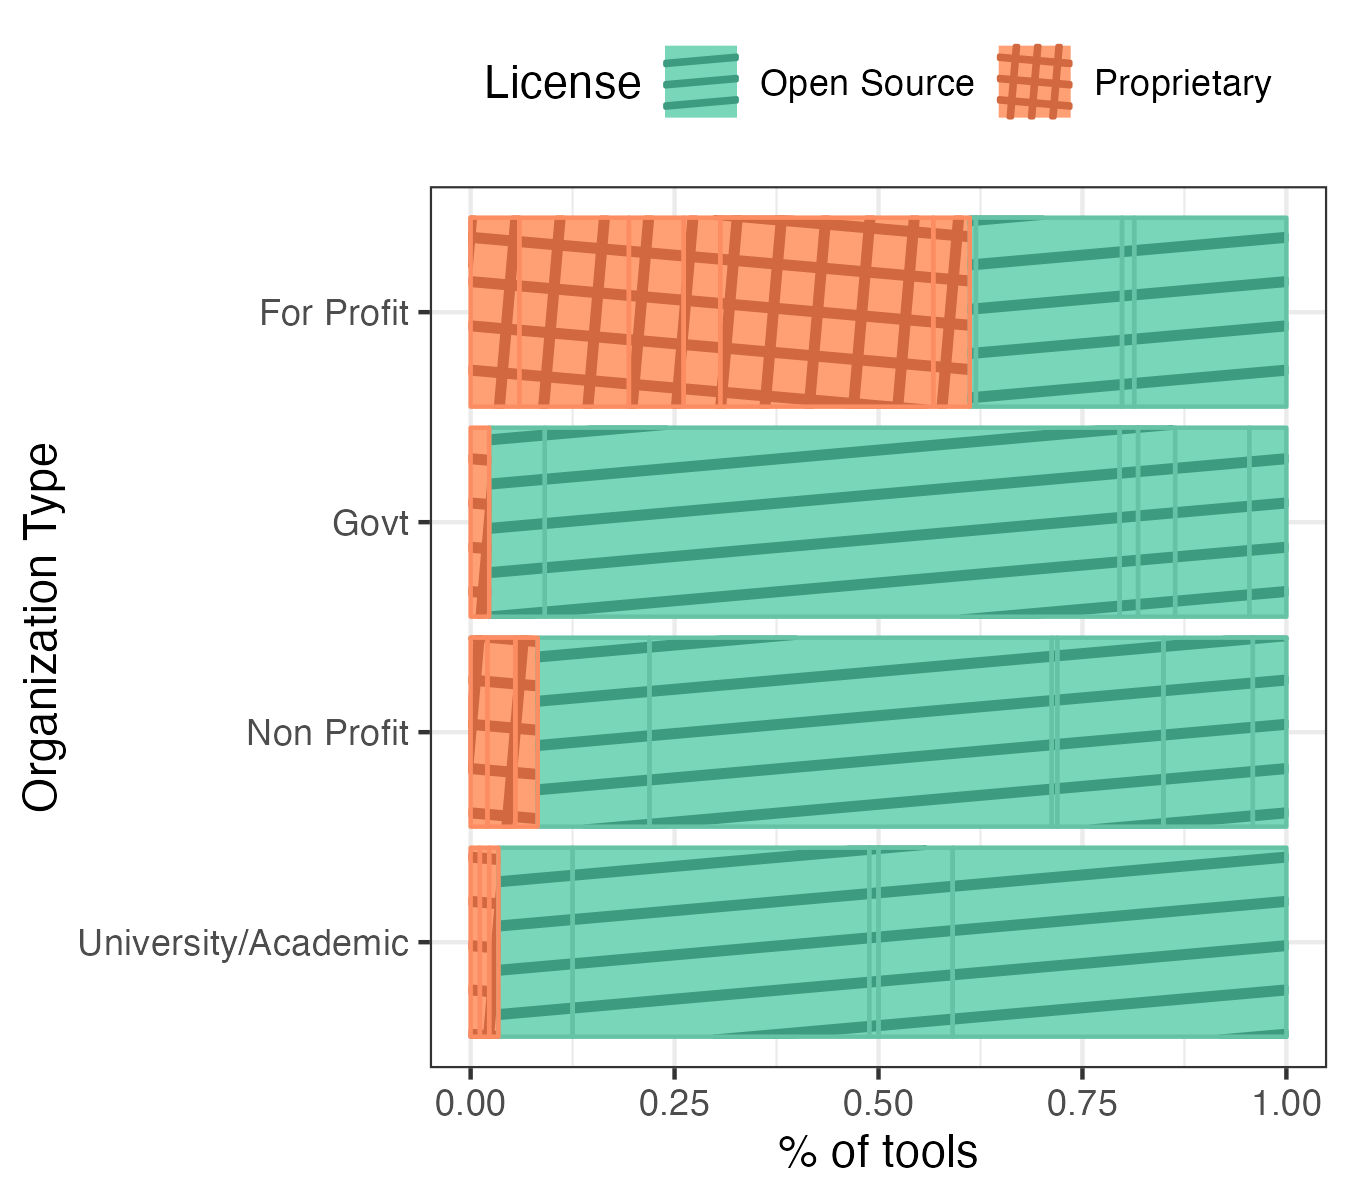 License Open Source Proprietary
For Profit
Govt
Non Profit
University/Academic
Organization Type
0.00 0.25 0.50 0.75 1.00
% of tools